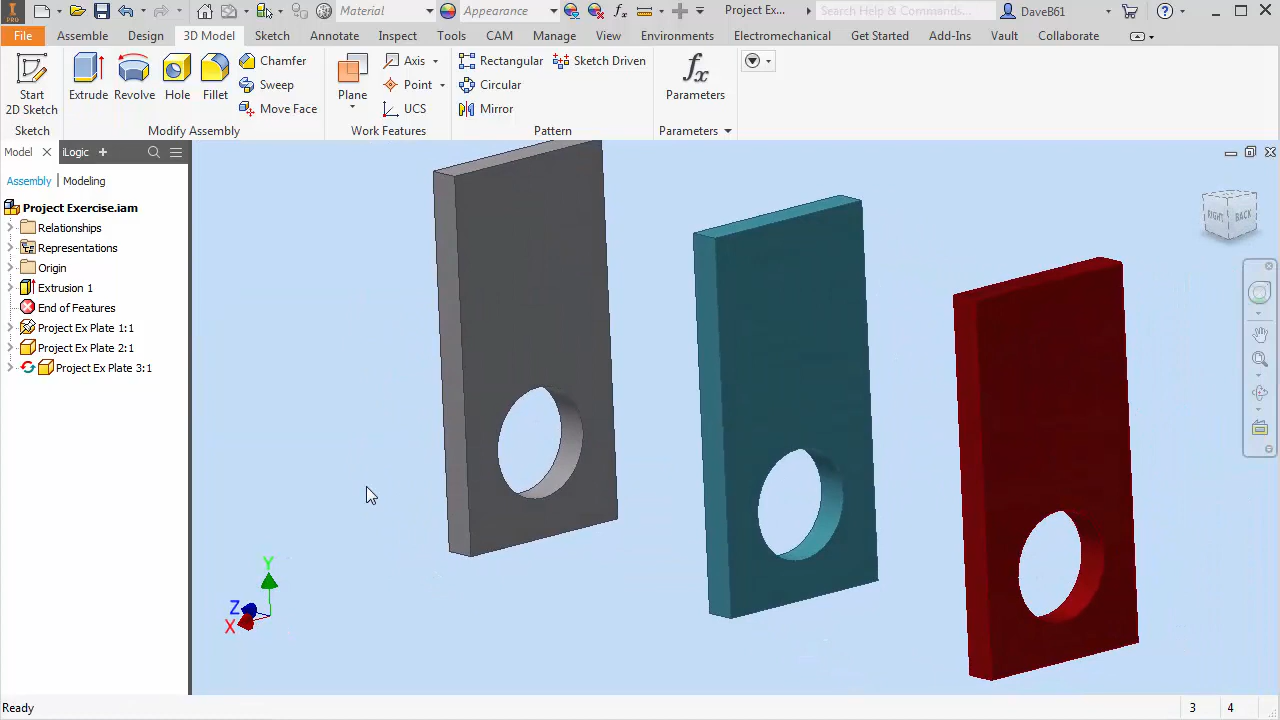 PRO
Material
Appearance
Project Ex...
Search Help & Commands...
DaveB61
File
Assemble
Design
3D Model
Sketch
Annotate
Inspect
Tools
CAM
Manage
View
Environments
Electromechanical
Get Started
Add-Ins
Vault
Collaborate
Start
2D Sketch
Extrude
Revolve
Hole
Fillet
Chamfer
Sweep
Move Face
Plane
Axis
Point
UCS
Rectangular
Circular
Mirror
Sketch Driven
fx
Parameters
Sketch
Modify Assembly
Work Features
Pattern
Parameters
Model
iLogic
Assembly
Modeling
Project Exercise.iam
Relationships
Representations
Origin
Extrusion 1
End of Features
Project Ex Plate 1:1
Project Ex Plate 2:1
Project Ex Plate 3:1
RIGHT
BACK
Y
Z
X
Ready
3
4